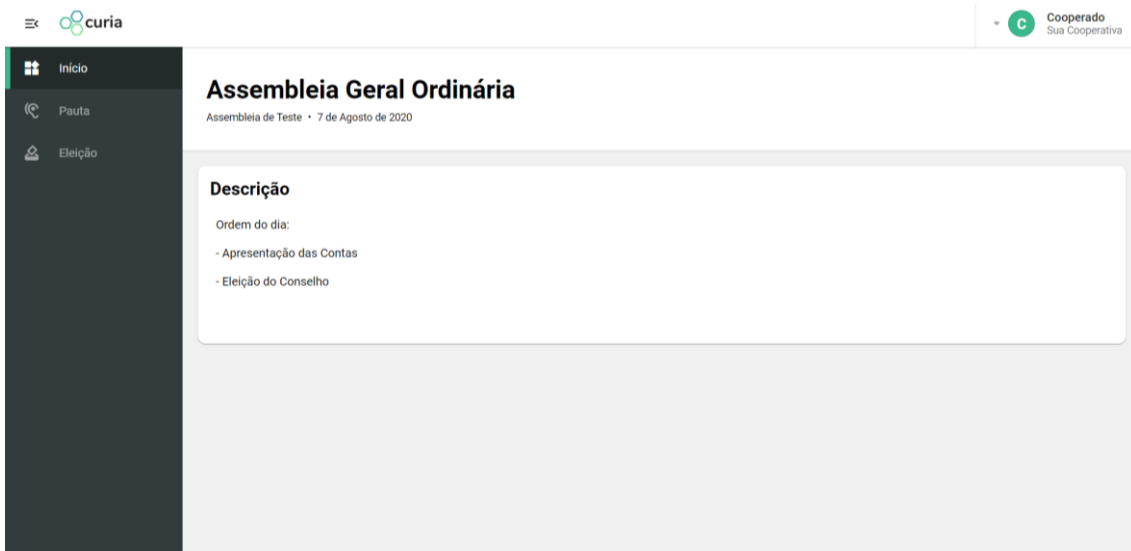 curia
Cooperado
Sua Cooperativa
C
Início
Pauta
Eleição
Assembleia Geral Ordinária
Assembleia de Teste • 7 de Agosto de 2020
Descrição
Ordem do dia:
- Apresentação das Contas
- Eleição do Conselho